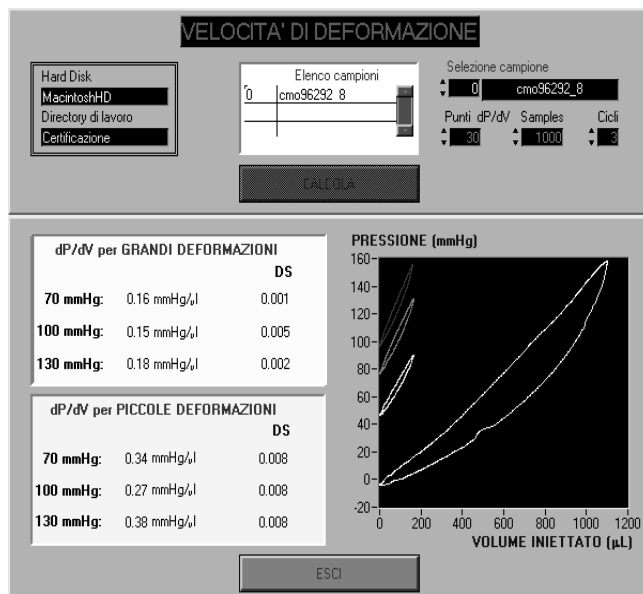 VELOCITA' DI DEFORMAZIONE
Hard Disk
MacintoshHD
Directory di lavoro
Certificazione
Elenco campioni
0 cmo96292_8
Selezione campione
0 cmo96292_8
Punti dP/dV Samples Cicli
30 1000 3
CALCOLA
dP/dV per GRANDI DEFORMAZIONI
DS
70 mmHg: 0.16 mmHg/µl 0.001
100 mmHg: 0.15 mmHg/µl 0.005
130 mmHg: 0.18 mmHg/µl 0.002
dP/dV per PICCOLE DEFORMAZIONI
DS
70 mmHg: 0.34 mmHg/µl 0.008
100 mmHg: 0.27 mmHg/µl 0.008
130 mmHg: 0.38 mmHg/µl 0.008
PRESSIONE (mmHg)
160
140
120
100
80
60
40
20
0
-20
0 200 400 600 800 1000 1200
VOLUME INIETTATO (µL)
ESCI